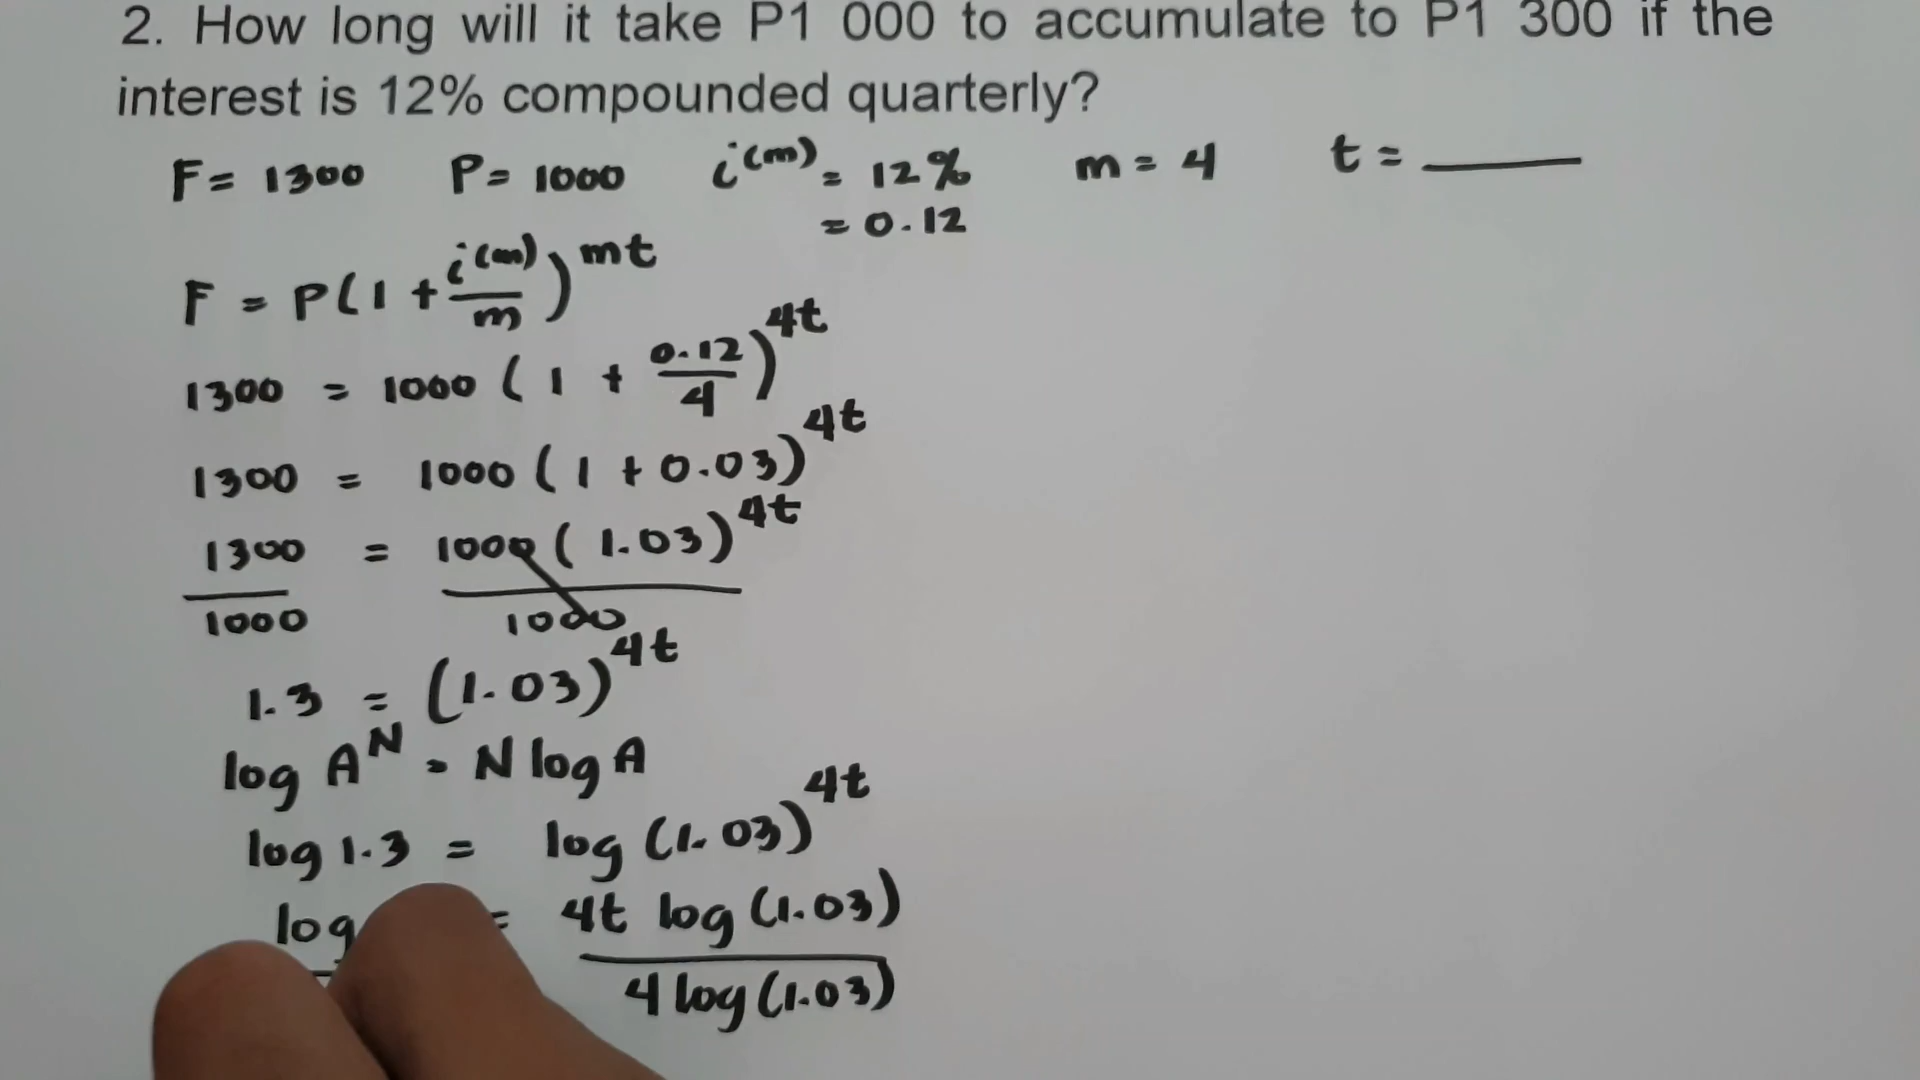 2. How long will it take P1 000 to accumulate to P1 300 if the
interest is 12% compounded quarterly?
F = 1300 P = 1000 i^(m) = 12% m = 4 t = ____
= 0.12
F = P(1 + i^(m)/m)^mt
1300 = 1000 (1 + 0.12/4)^4t
1300 = 1000 (1 + 0.03)^4t
1300/1000 = 1000 (1.03)^4t/1000
1.3 = (1.03)^4t
log A^N = N log A
log 1.3 = log (1.03)^4t
log = 4t log (1.03)
4 log (1.03)